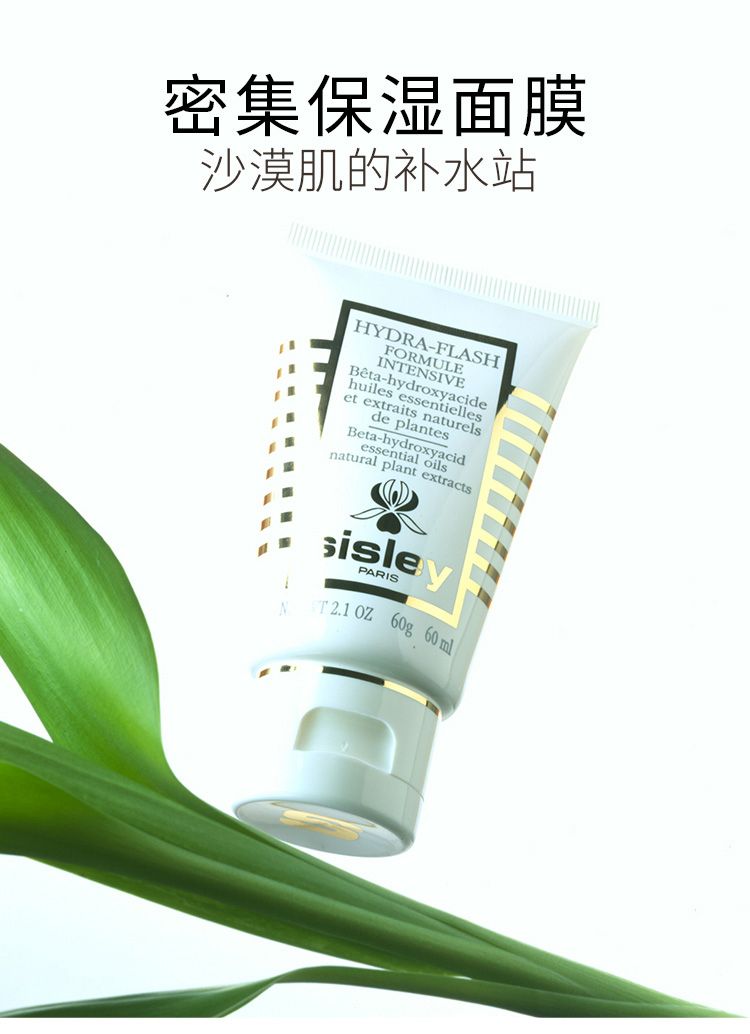 密集保湿面膜
沙漠肌的补水站
HYDRA-FLASH
FORMULE
INTENSIVE
Bêta-hydroxyacide
huiles essentielles
et extraits naturels
de plantes
Beta-hydroxyacid
essential oils
natural plant extracts
sisley
PARIS
2.1 OZ 60g 60 ml